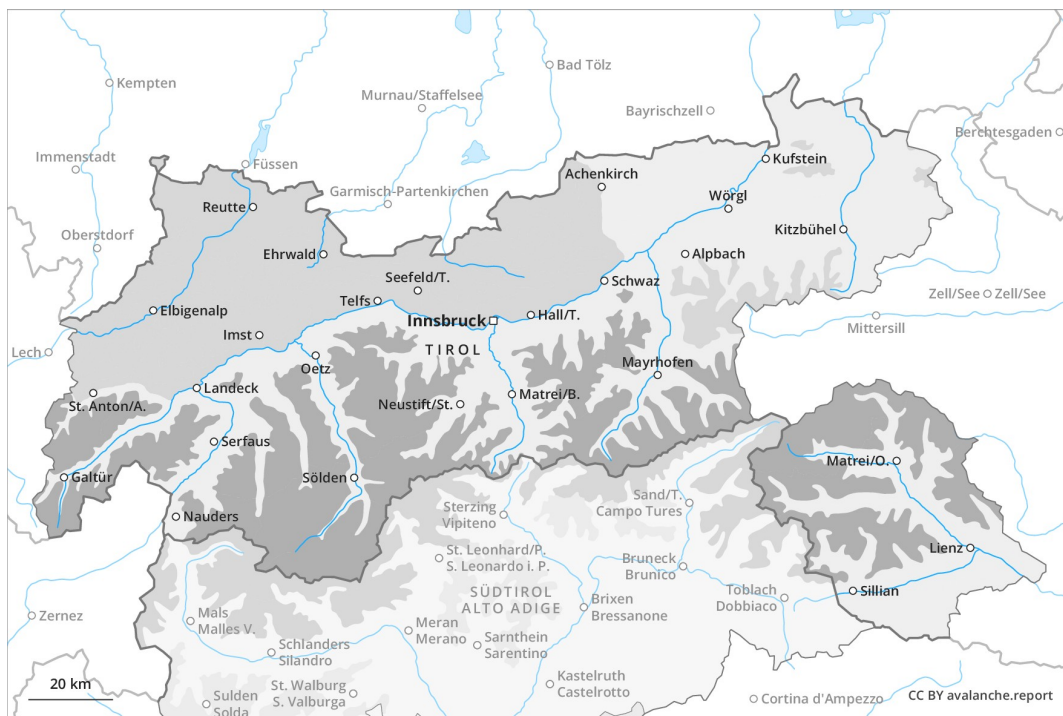 Kempten
Bad Tölz
Murnau/Staffelsee
Bayrischzell
Berchtesgaden
Immenstadt
Füssen
Kufstein
Garmisch-Partenkirchen
Achenkirch
Reutte
Wörgl
Oberstdorf
Ehrwald
Kitzbühel
Seefeld/T.
Alpbach
Schwaz
Telfs
Zell/See
Zell/See
Elbigenalp
Innsbruck
Hall/T.
Mittersill
Imst
TIROL
Lech
Oetz
Mayrhofen
Landeck
St. Anton/A.
Neustift/St.
Matrei/B.
Serfaus
Matrei/O.
Galtür
Sölden
Sand/T.
Campo Tures
Sterzing
Vipiteno
Nauders
Lienz
St. Leonhard/P.
S. Leonardo i. P.
Bruneck
Brunico
SÜDTIROL
ALTO ADIGE
Sillian
Toblach
Dobbiaco
Brixen
Bressanone
Zernez
Mals
Malles V.
Meran
Merano
Sarnthein
Sarentino
Schlanders
Silandro
Kastelruth
Castelrotto
20 km
St. Walburg
S. Valburga
Sulden
Solda
Cortina d'Ampezzo
CC BY avalanche.report